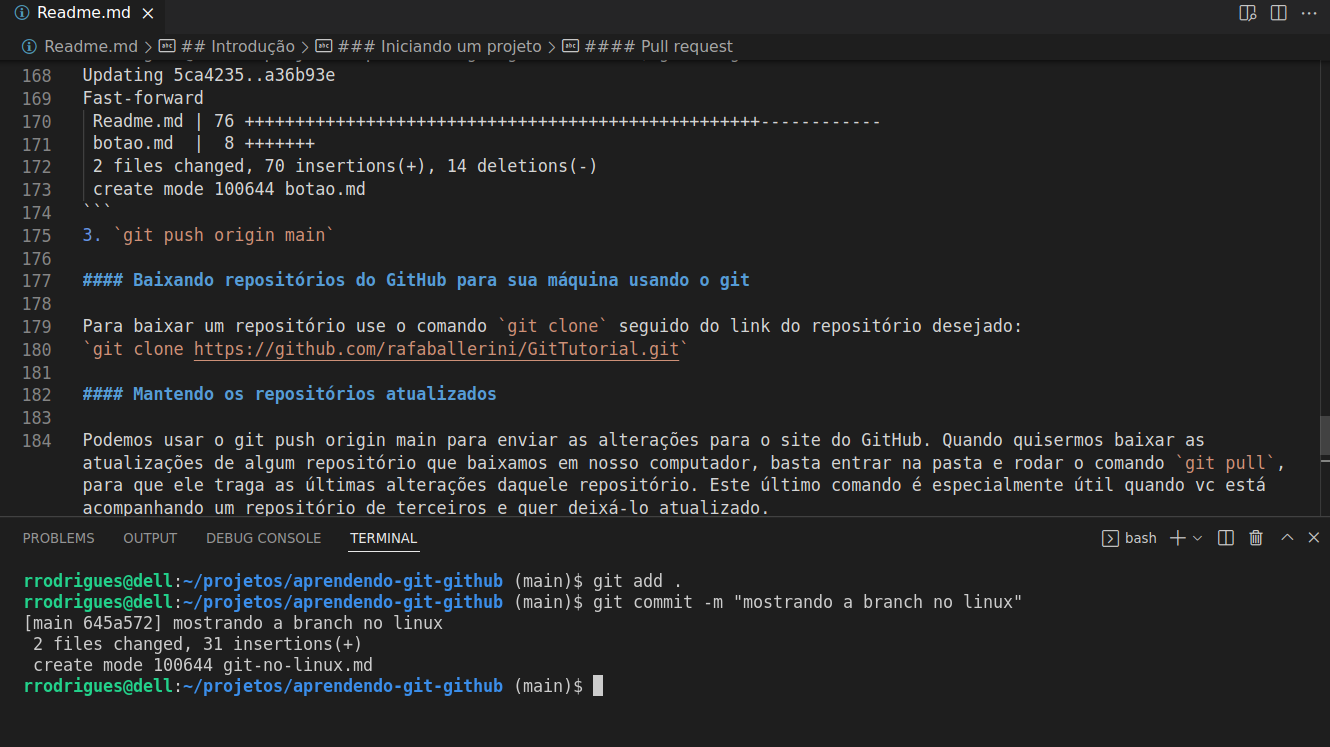 Readme.md
Readme.md > ## Introdução > ### Iniciando um projeto > #### Pull request
168 Updating 5ca4235..a36b93e
169 Fast-forward
170 Readme.md | 76 +++++++++++++++++++++++++++++++++++++++++++++++++++------------
171 botao.md  |  8 +++++++
172 2 files changed, 70 insertions(+), 14 deletions(-)
173 create mode 100644 botao.md
174 ```
175 3. `git push origin main`
176
177 #### Baixando repositórios do GitHub para sua máquina usando o git
178
179 Para baixar um repositório use o comando `git clone` seguido do link do repositório desejado:
180 `git clone https://github.com/rafaballerini/GitTutorial.git`
181
182 #### Mantendo os repositórios atualizados
183
184 Podemos usar o git push origin main para enviar as alterações para o site do GitHub. Quando quisermos baixar as
atualizações de algum repositório que baixamos em nosso computador, basta entrar na pasta e rodar o comando `git pull`,
para que ele traga as últimas alterações daquele repositório. Este último comando é especialmente útil quando vc está
acompanhando um repositório de terceiros e quer deixá-lo atualizado.
PROBLEMS OUTPUT DEBUG CONSOLE TERMINAL bash
rrodrigues@dell:~/projetos/aprendendo-git-github (main)$ git add .
rrodrigues@dell:~/projetos/aprendendo-git-github (main)$ git commit -m "mostrando a branch no linux"
[main 645a572] mostrando a branch no linux
2 files changed, 31 insertions(+)
create mode 100644 git-no-linux.md
rrodrigues@dell:~/projetos/aprendendo-git-github (main)$